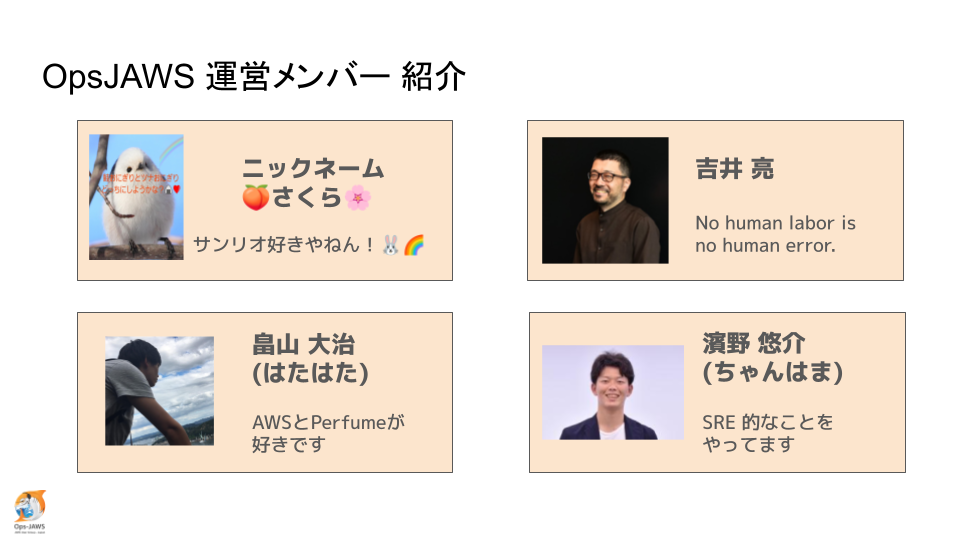 OpsJAWS 運営メンバー 紹介
ニックネーム
🍑さくら🌸
サンリオ好きやねん！🐰🌈
吉井 亮
No human labor is
no human error.
畠山 大治
(はたはた)
AWSとPerfumeが
好きです
濱野 悠介
(ちゃんはま)
SRE 的なことを
やってます
Ops-JAWS